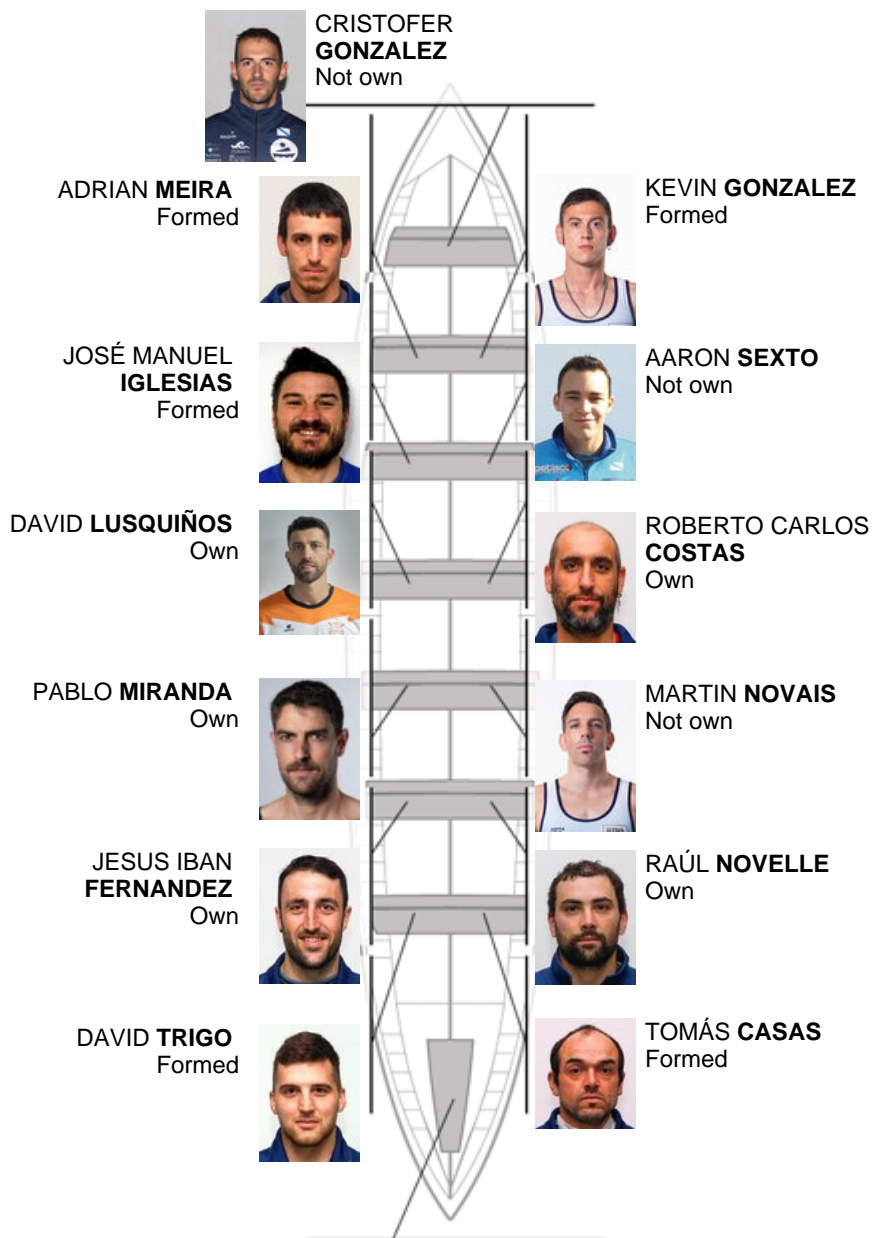 CRISTOFER
GONZALEZ
Not own
ADRIAN MEIRA
Formed
KEVIN GONZALEZ
Formed
JOSÉ MANUEL
IGLESIAS
Formed
AARON SEXTO
Not own
DAVID LUSQUIÑOS
Own
ROBERTO CARLOS
COSTAS
Own
PABLO MIRANDA
Own
MARTIN NOVAIS
Not own
JESUS IBAN
FERNANDEZ
Own
RAÚL NOVELLE
Own
DAVID TRIGO
Formed
TOMÁS CASAS
Formed